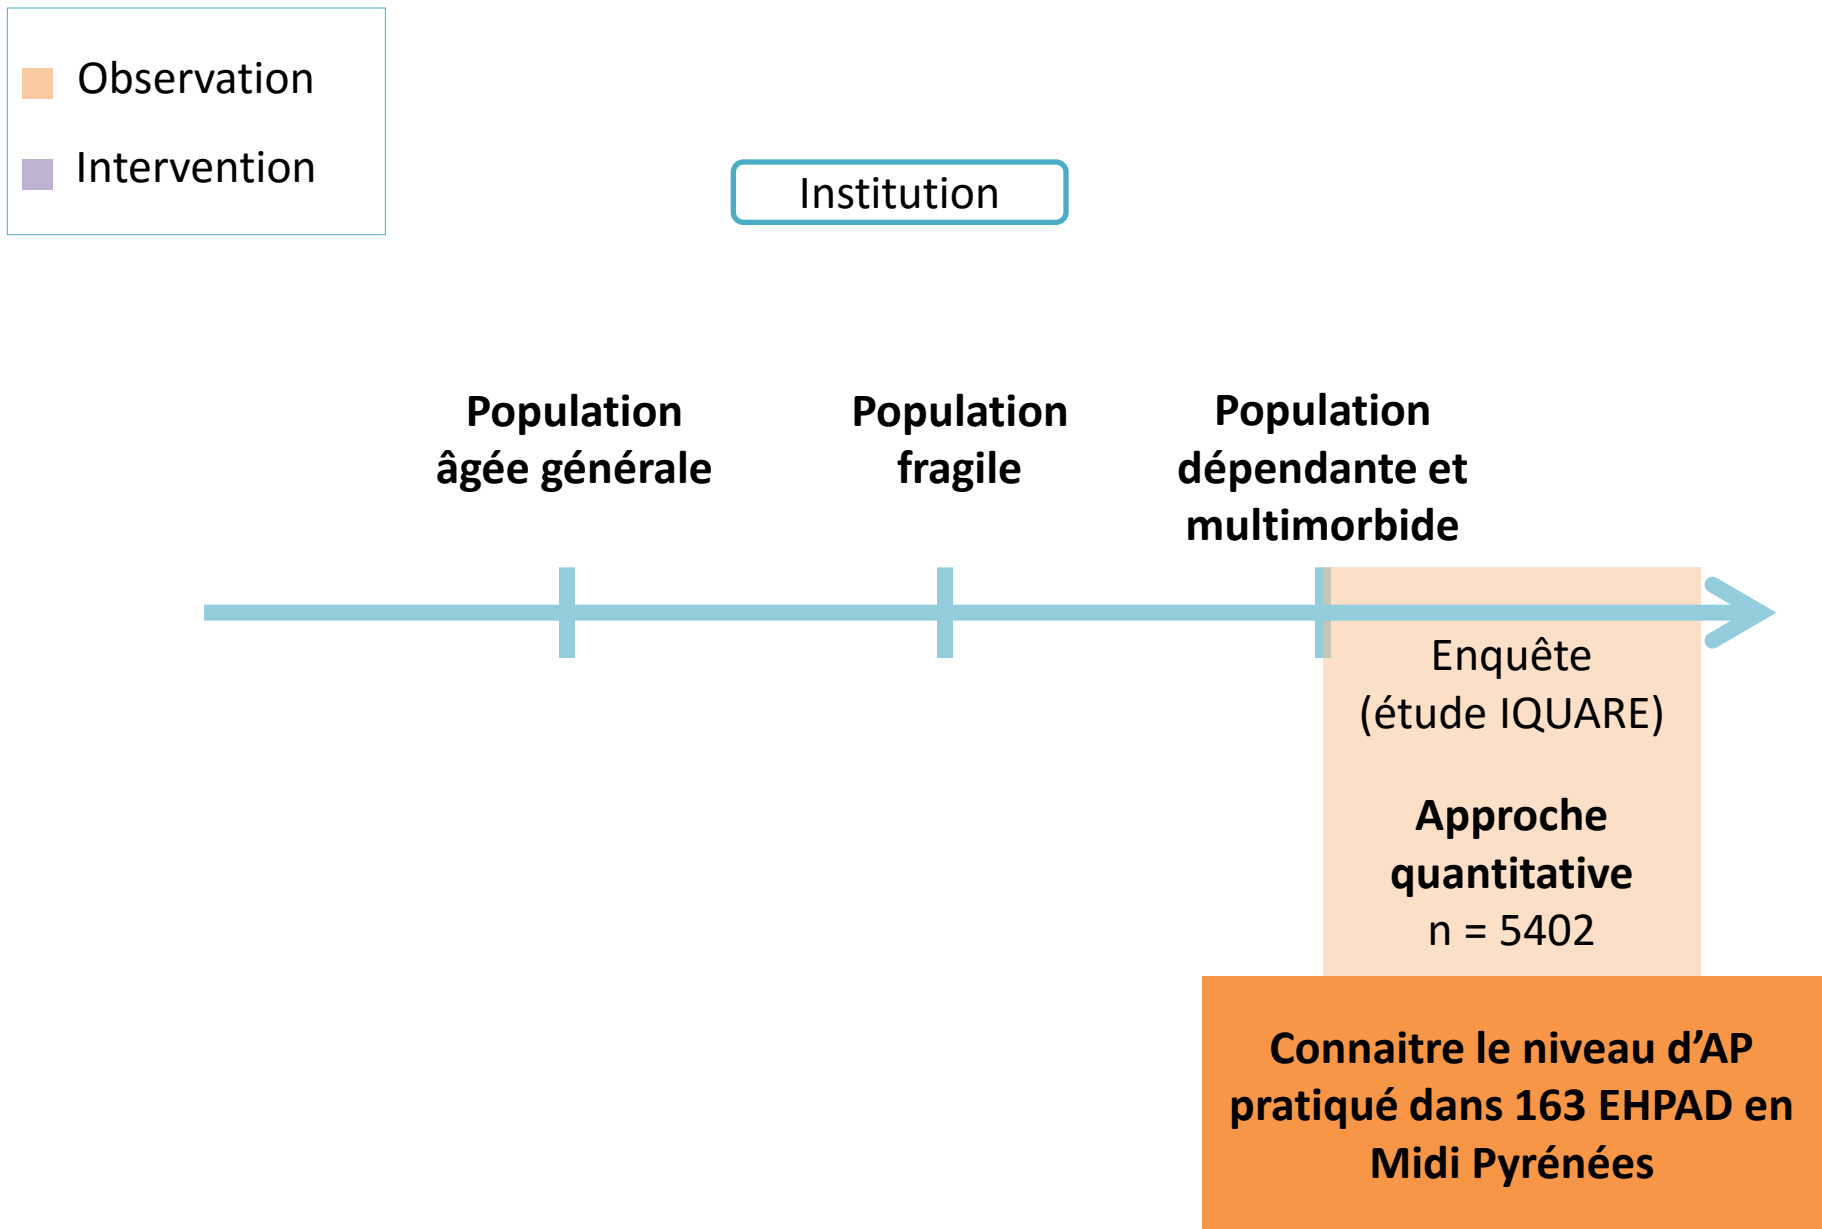 Observation
Intervention
Institution
Population
âgée générale
Population
fragile
Population
dépendante et
multimorbide
Enquête
(étude IQUARE)
Approche
quantitative
n = 5402
Connaitre le niveau d’AP
pratiqué dans 163 EHPAD en
Midi Pyrénées